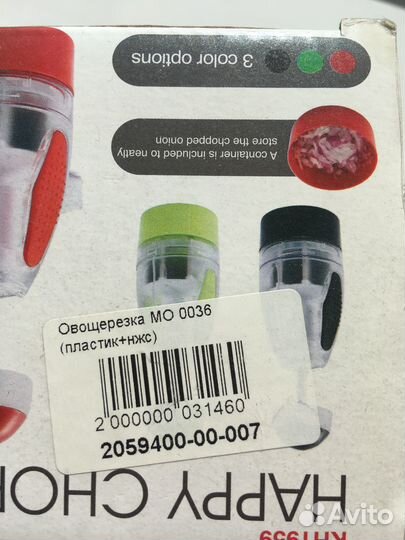 3 color options
A container is included to neatly
store the chopped onion
Овощерезка МО 0036
(пластик+нжс)
2 000000 031460
2059400-00-007
HAPPY CHO
KH1959
Avito